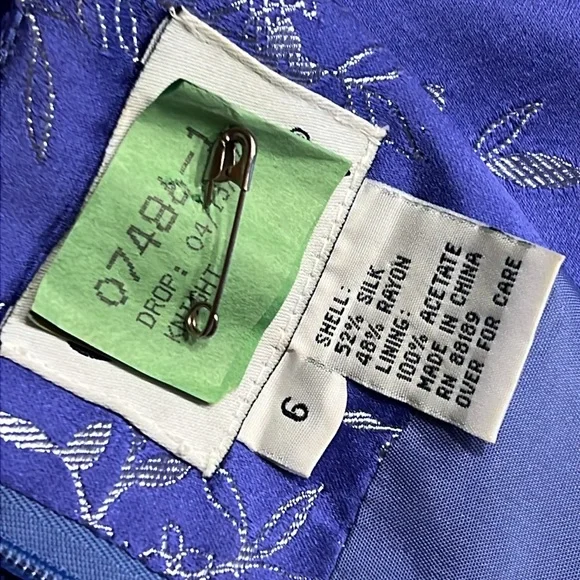 07486-1
DROP: 04/13/
KNIGHT
6
SHELL:
52% SILK
48% RAYON
LINING:
100% ACETATE
MADE IN CHINA
RN 88189
OVER FOR CARE